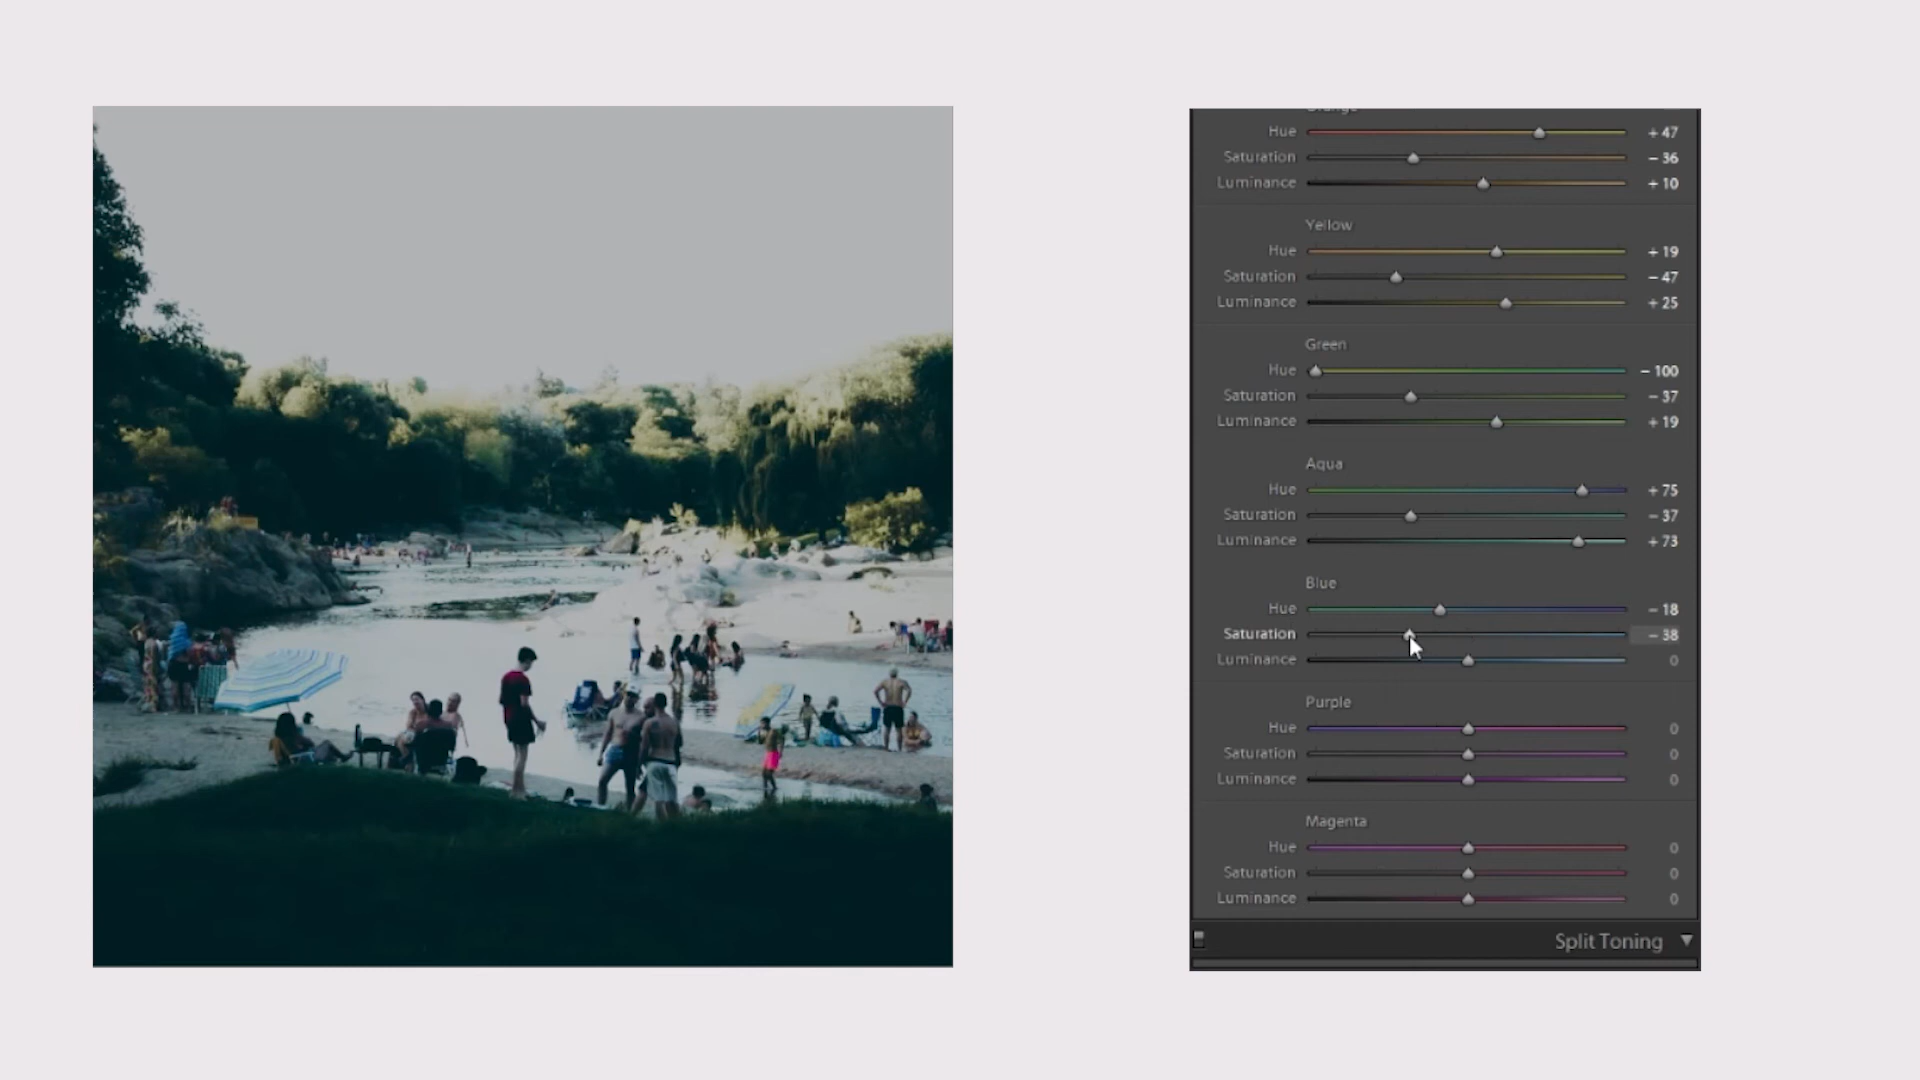 Orange
Hue + 47
Saturation – 36
Luminance + 10
Yellow
Hue + 19
Saturation – 47
Luminance + 25
Green
Hue – 100
Saturation – 37
Luminance + 19
Aqua
Hue + 75
Saturation – 37
Luminance + 73
Blue
Hue – 18
Saturation – 38
Luminance 0
Purple
Hue 0
Saturation 0
Luminance 0
Magenta
Hue 0
Saturation 0
Luminance 0
Split Toning